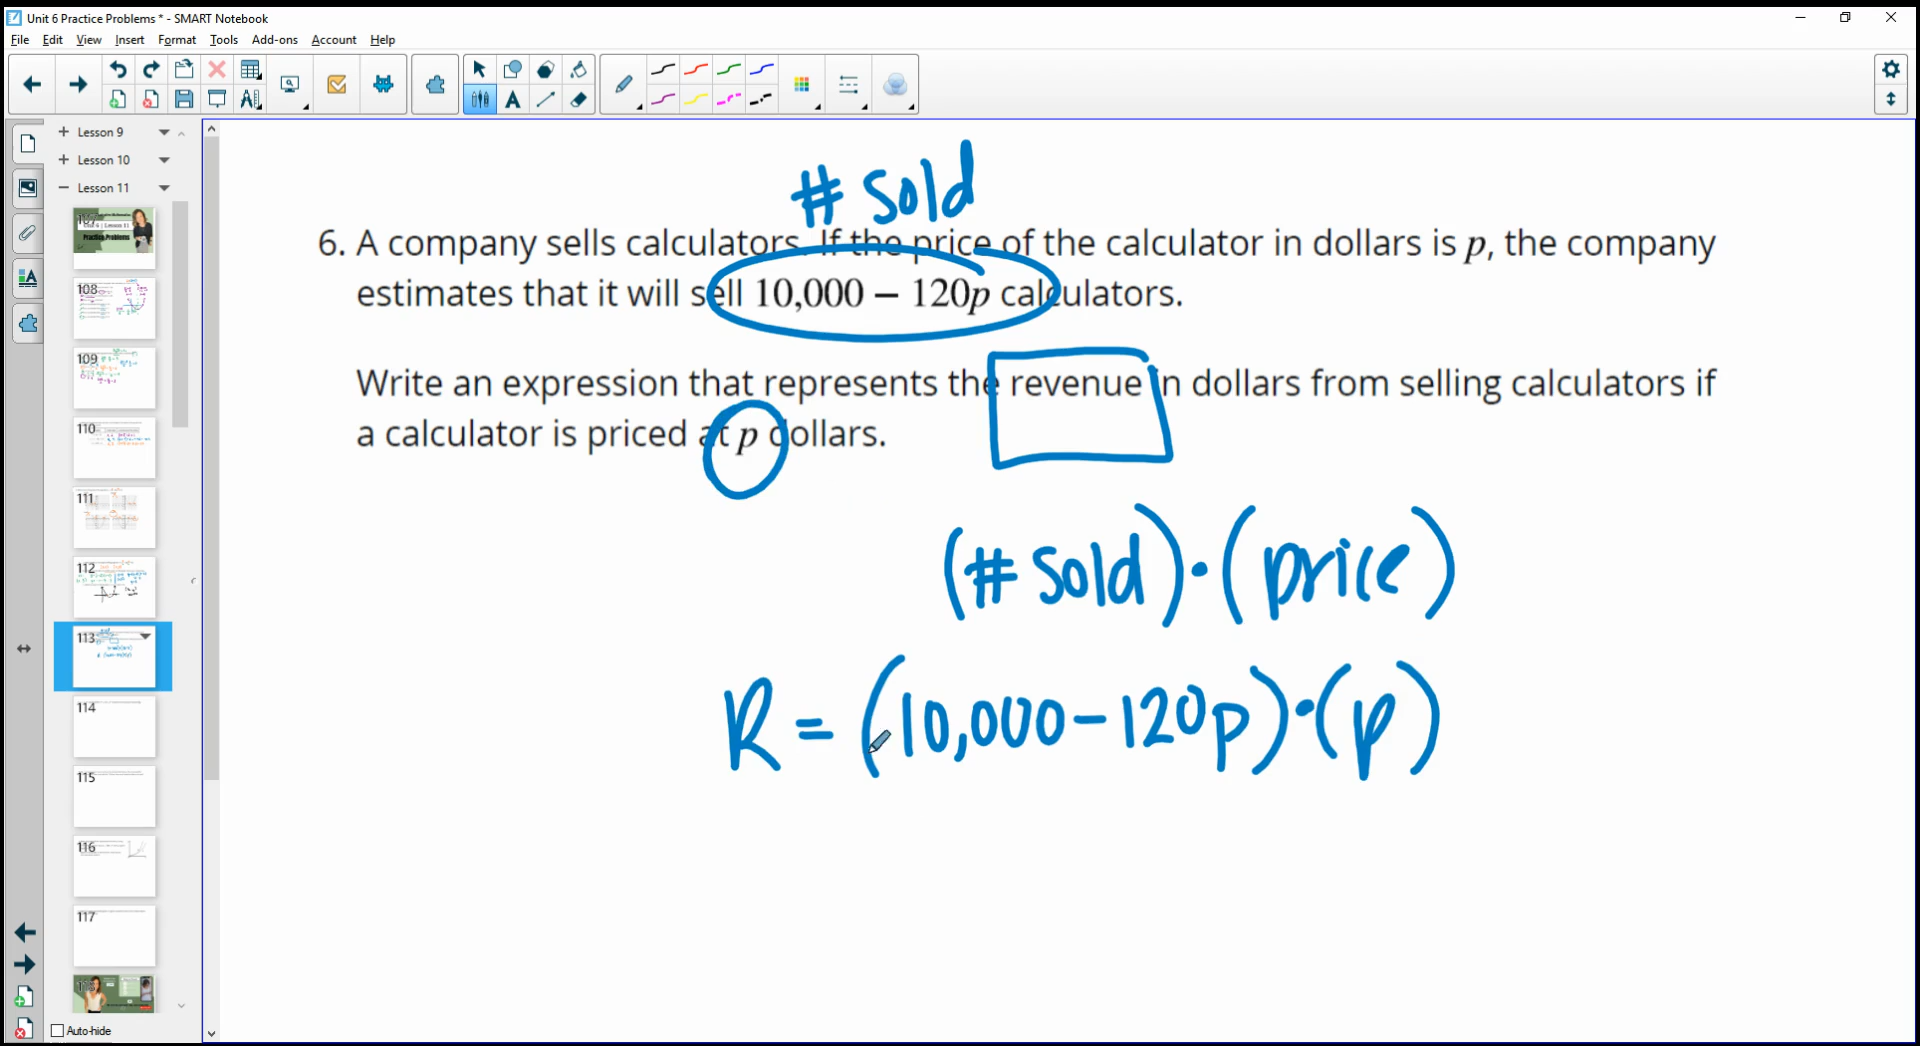 Unit 6 Practice Problems * - SMART Notebook
File Edit View Insert Format Tools Add-ons Account Help
Lesson 9
Lesson 10
Lesson 11
107
Practice Problems
108
109
110
111
112
113
114
115
116
117
Auto-hide
# sold
6. A company sells calculators. If the price of the calculator in dollars is p, the company
estimates that it will sell 10,000 − 120p calculators.
Write an expression that represents the revenue in dollars from selling calculators if
a calculator is priced at p dollars.
(# sold) · (price)
R = (10,000 − 120p) · (p)